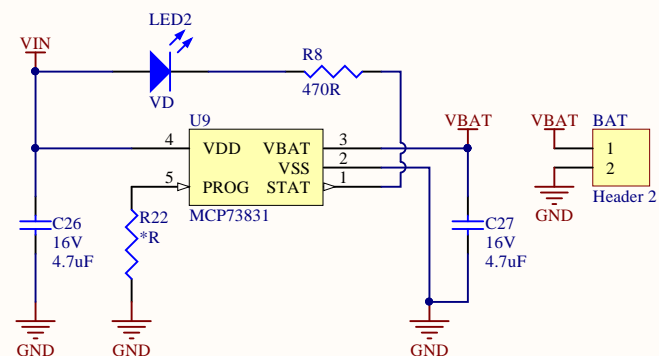 LED2
VIN
R8
VD
470R
U9
VBAT
VBAT
BAT
4
VDD
VBAT
3
1
VSS
2
2
5
PROG
STAT
1
GND
Header 2
MCP73831
R22
*R
C26
16V
4.7uF
C27
16V
4.7uF
GND
GND
GND